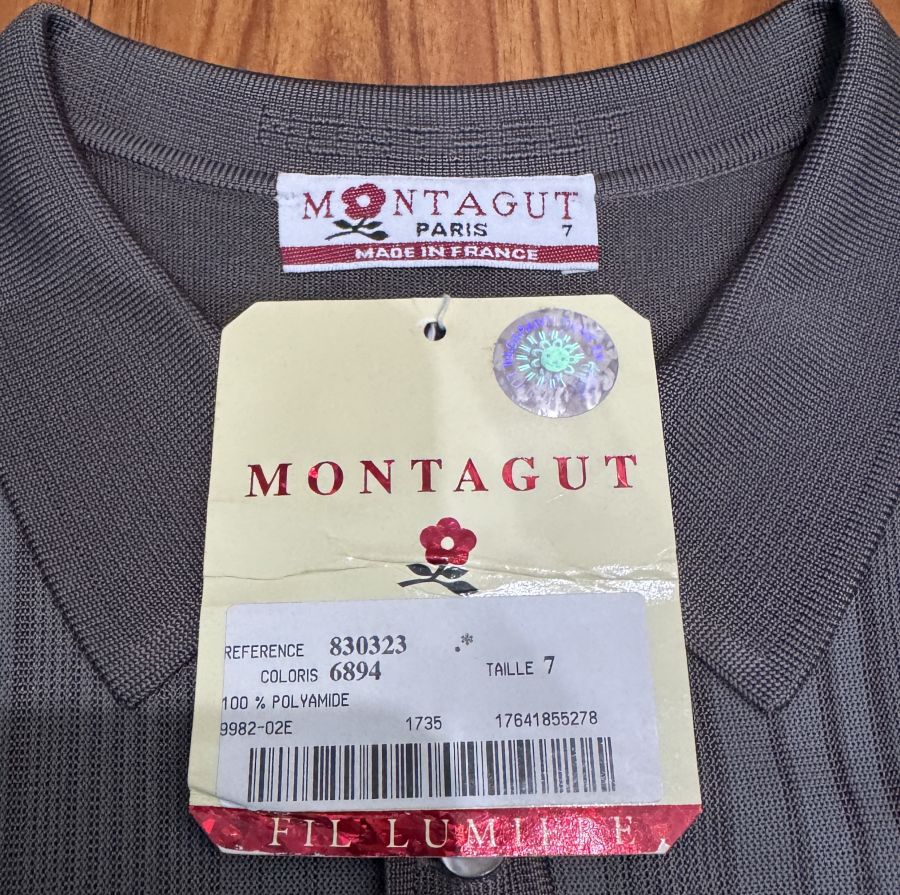 MONTAGUT
PARIS 7
MADE IN FRANCE
MONTAGUT
REFERENCE 830323
COLORIS 6894 TAILLE 7
100 % POLYAMIDE
9982-02E 1735 17641855278
FIL LUMIERE